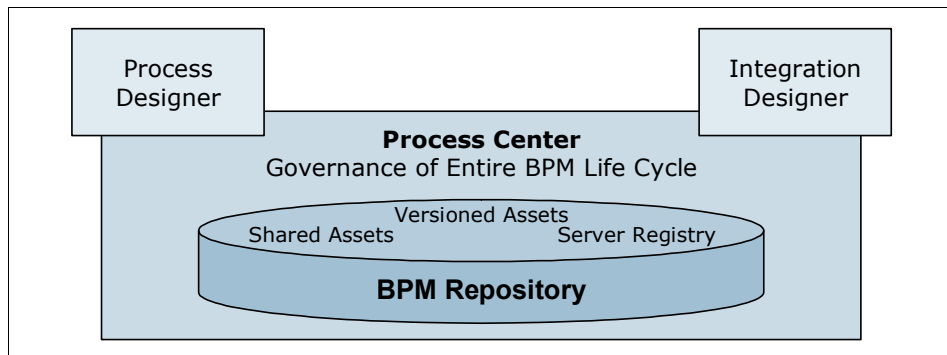 Process
Designer
Integration
Designer
Process Center
Governance of Entire BPM Life Cycle
Versioned Assets
Shared Assets
Server Registry
BPM Repository